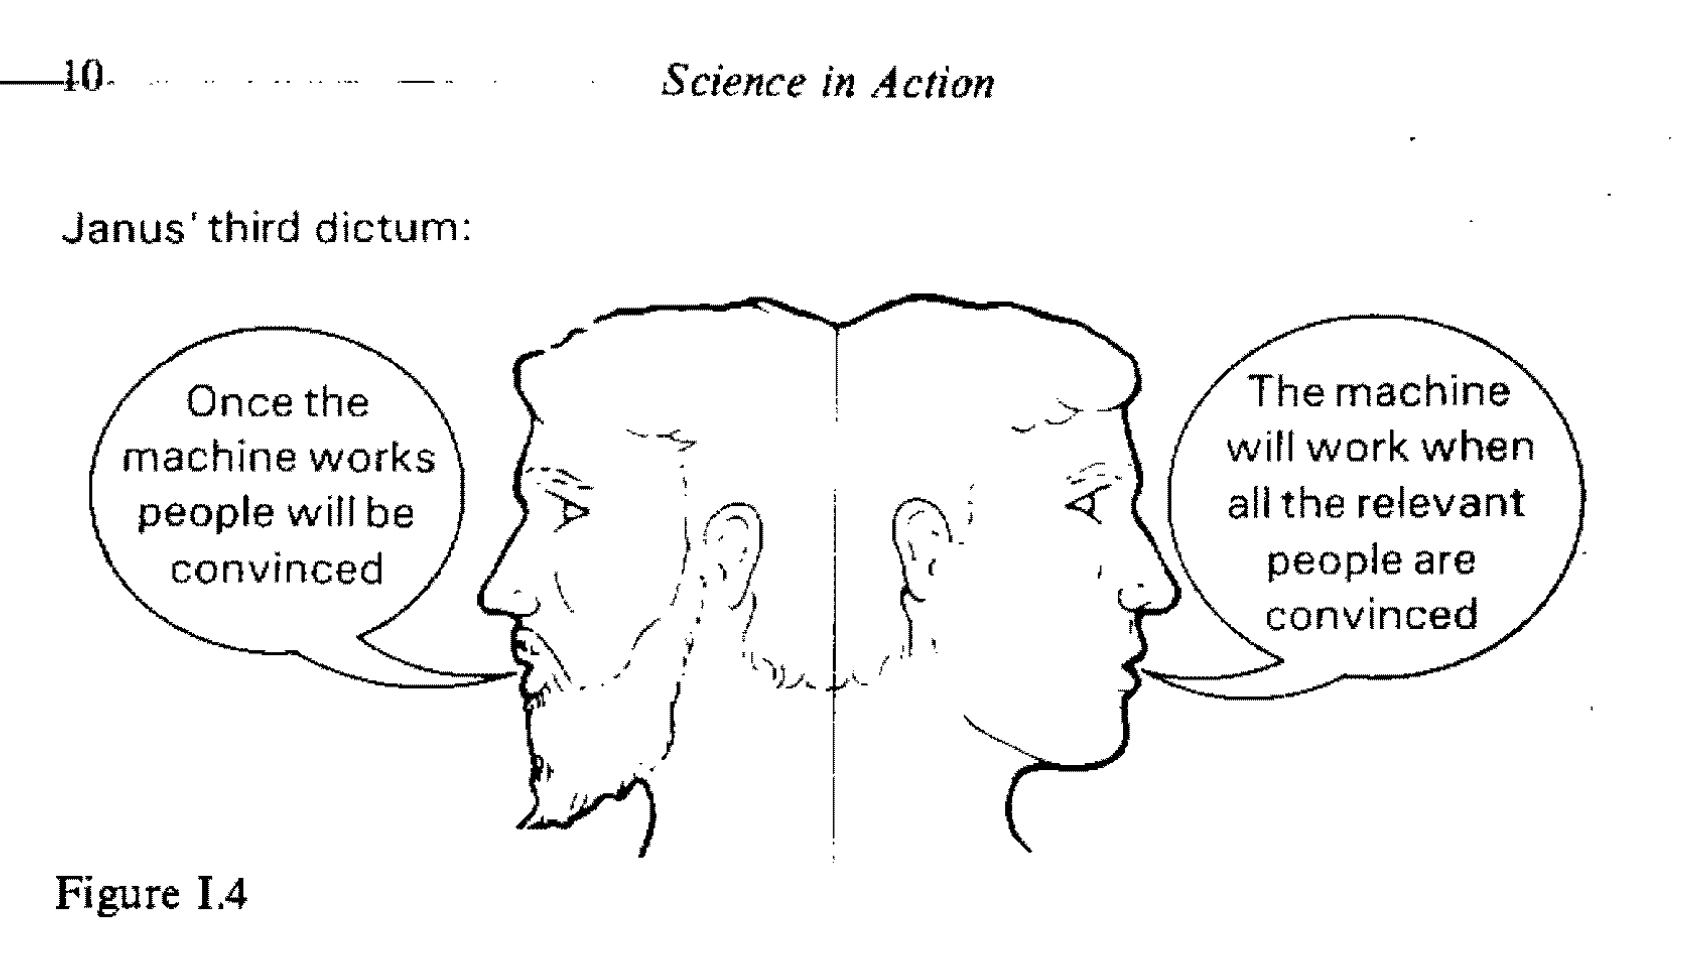 10
Science in Action
Janus' third dictum:
Once the
machine works
people will be
convinced
The machine
will work when
all the relevant
people are
convinced
Figure I.4